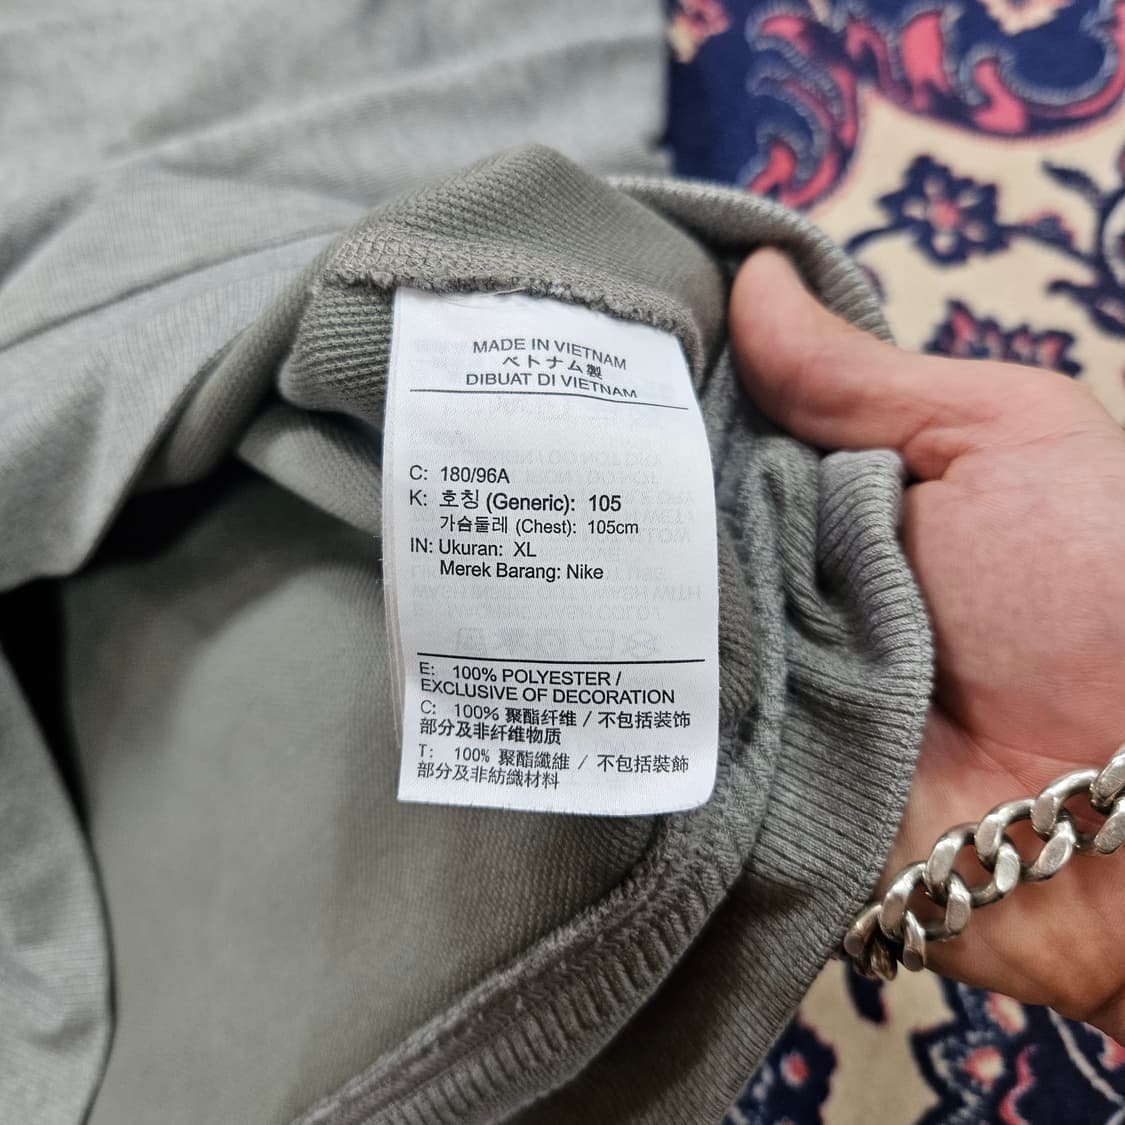 MADE IN VIETNAM
ベトナム製
DIBUAT DI VIETNAM
C: 180/96A
K: 호칭 (Generic): 105
가슴둘레 (Chest): 105cm
IN: Ukuran: XL
Merek Barang: Nike
E: 100% POLYESTER /
EXCLUSIVE OF DECORATION
C: 100% 聚酯纤维 / 不包括装饰
部分及非纤维物质
T: 100% 聚酯纖維 / 不包括裝飾
部分及非紡織材料